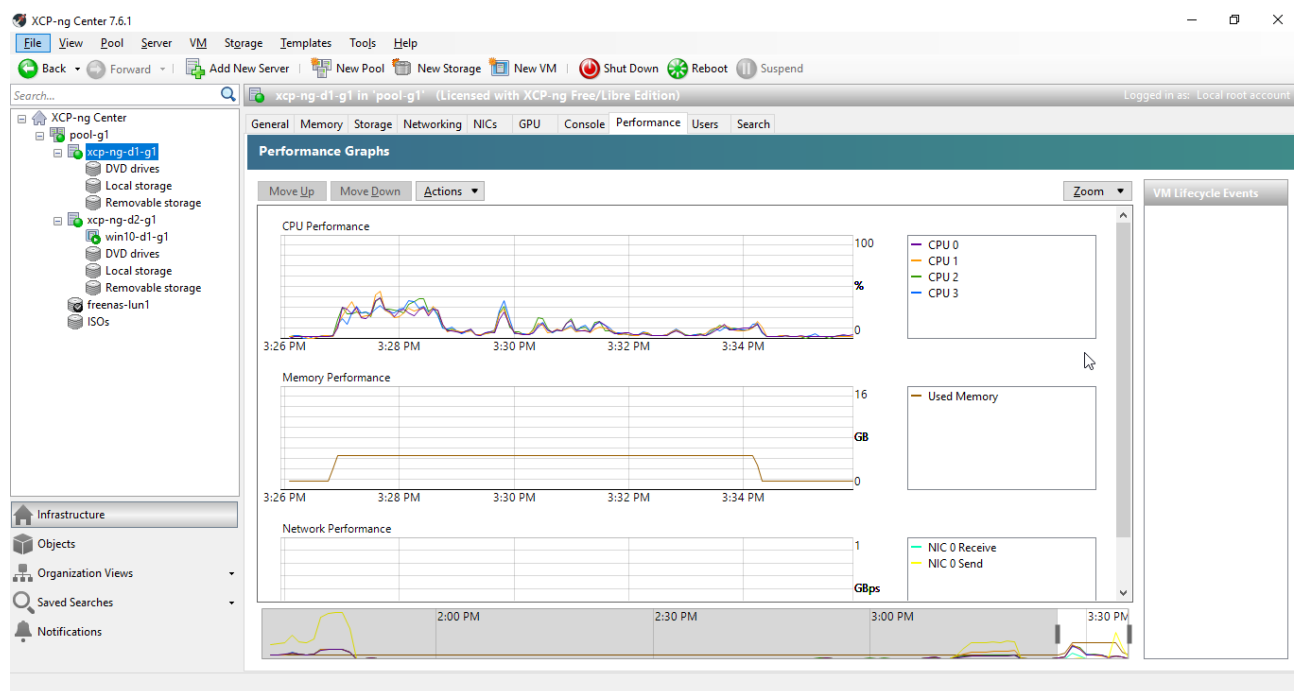 XCP-ng Center 7.6.1
File View Pool Server VM Storage Templates Tools Help
Back Forward Add New Server New Pool New Storage New VM Shut Down Reboot Suspend
Search...
xcp-ng-d1-g1 in 'pool-g1' (Licensed with XCP-ng Free/Libre Edition)
Logged in as: Local root account
XCP-ng Center
pool-g1
xcp-ng-d1-g1
DVD drives
Local storage
Removable storage
xcp-ng-d2-g1
win10-d1-g1
DVD drives
Local storage
Removable storage
freenas-lun1
ISOs
Infrastructure
Objects
Organization Views
Saved Searches
Notifications
General Memory Storage Networking NICs GPU Console Performance Users Search
Performance Graphs
Move Up Move Down Actions Zoom
CPU Performance
100
%
0
3:26 PM 3:28 PM 3:30 PM 3:32 PM 3:34 PM
CPU 0
CPU 1
CPU 2
CPU 3
Memory Performance
16
GB
0
3:26 PM 3:28 PM 3:30 PM 3:32 PM 3:34 PM
Used Memory
Network Performance
1
GBps
NIC 0 Receive
NIC 0 Send
2:00 PM 2:30 PM 3:00 PM 3:30 PM
VM Lifecycle Events